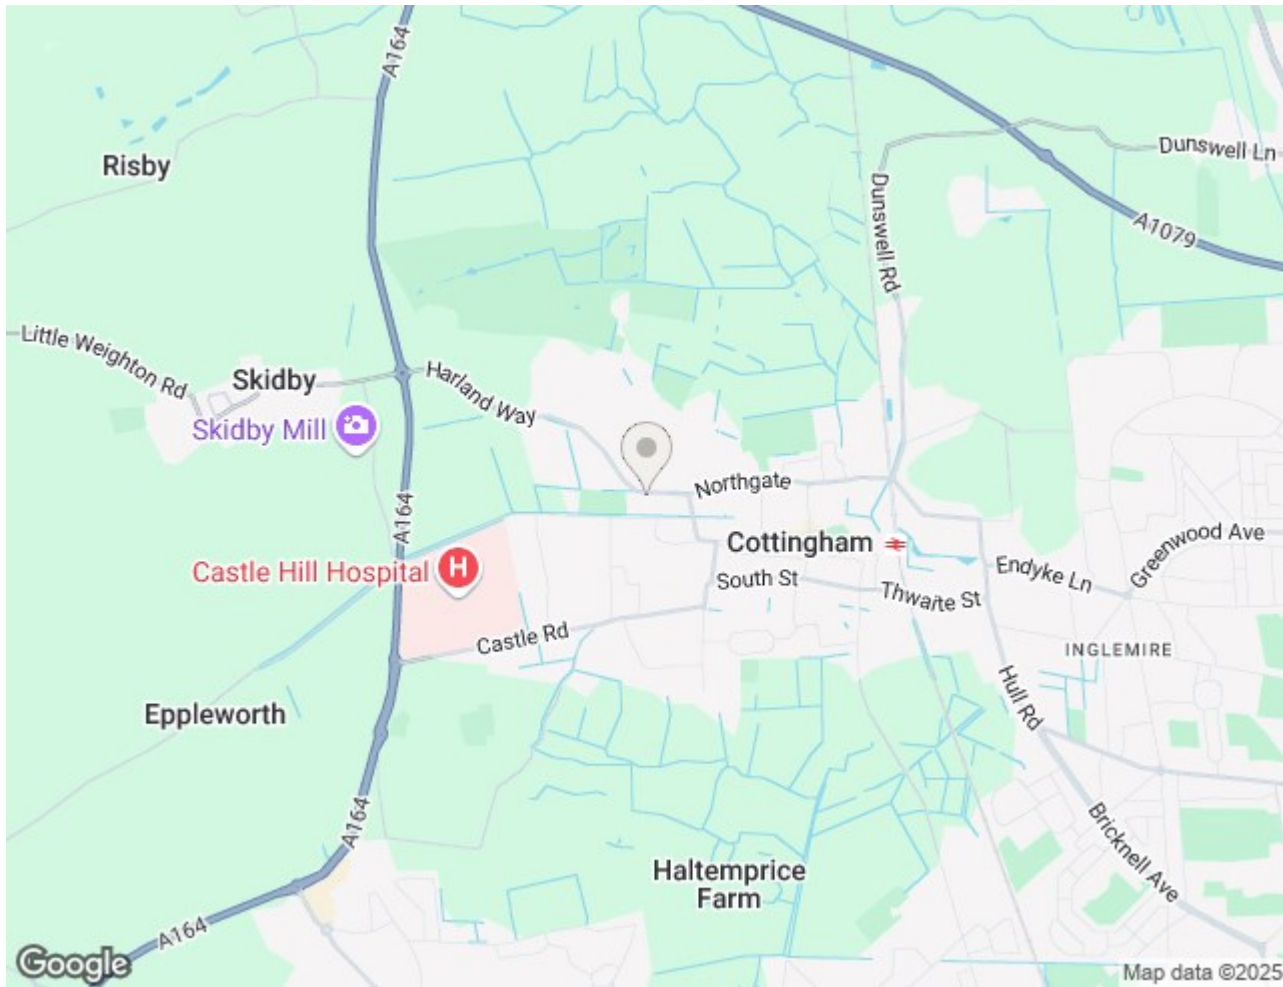 A164
Dunswell Ln
Risby
Dunswell Rd
A1079
Little Weighton Rd
Skidby
Harland Way
Skidby Mill
Northgate
A164
Cottingham
Greenwood Ave
Castle Hill Hospital
H
South St
Endyke Ln
Thwaite St
Castle Rd
INGLEMIRE
Hull Rd
Eppleworth
A164
Bricknell Ave
Haltemprice
Farm
A164
Google
Map data ©2025